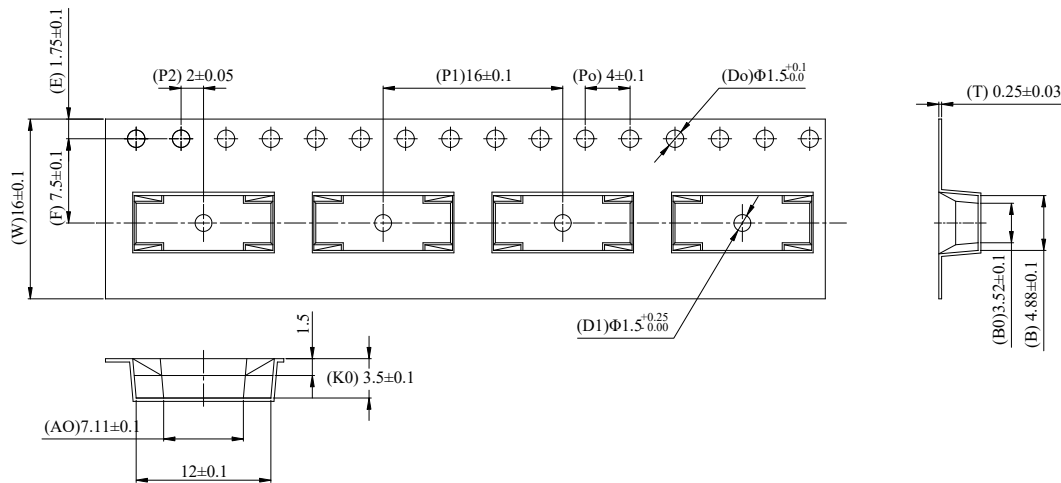 (E) 1.75±0.1
(P2) 2±0.05
(P1)16±0.1
(Po) 4±0.1
(Do)Φ1.5+0.1 -0.0
(T) 0.25±0.03
(W)16±0.1
(F) 7.5±0.1
(D1)Φ1.5+0.25 -0.00
(B0)3.52±0.1
(B) 4.88±0.1
1.5
(K0) 3.5±0.1
(AO)7.11±0.1
12±0.1